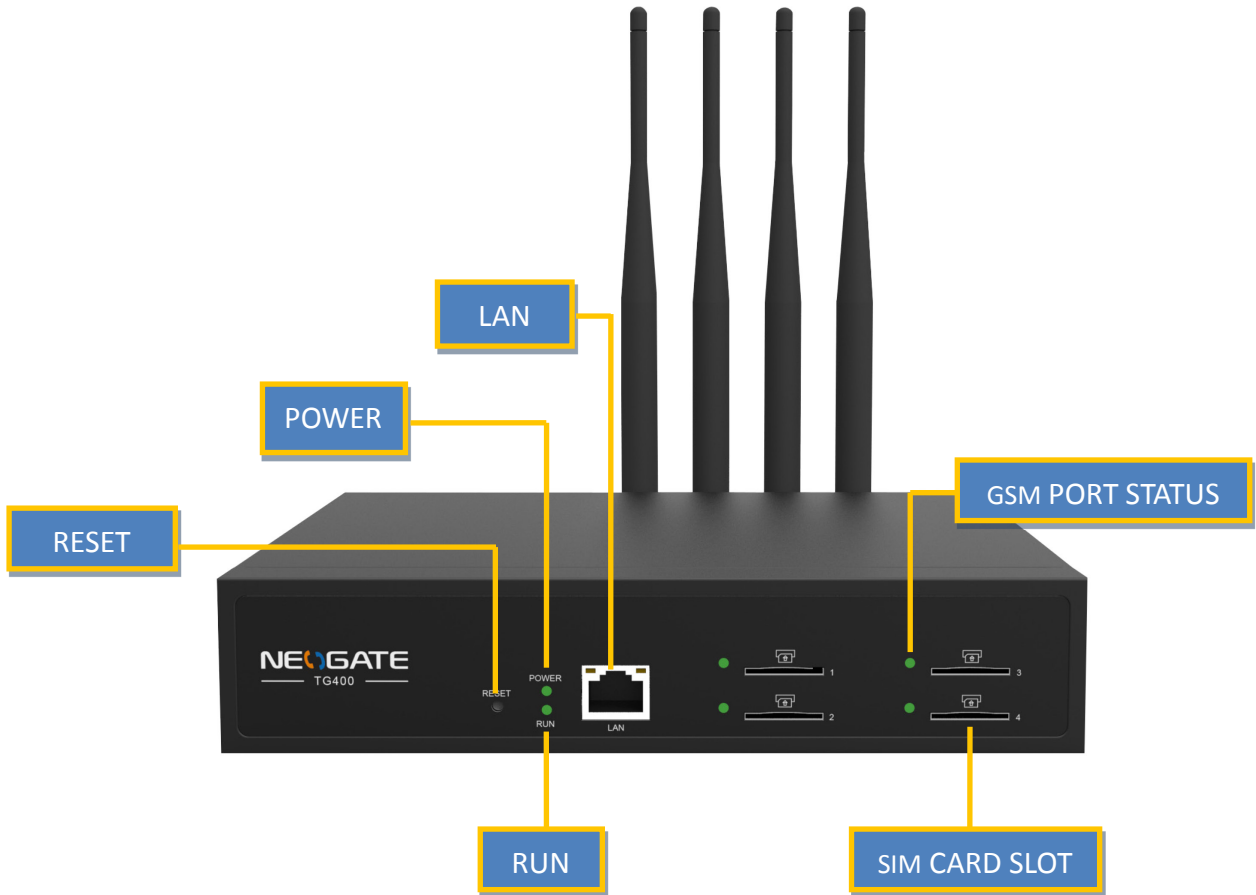 LAN
POWER
GSM PORT STATUS
RESET
NEOGATE
TG400
RESET
POWER
RUN
LAN
1
2
3
4
RUN
SIM CARD SLOT